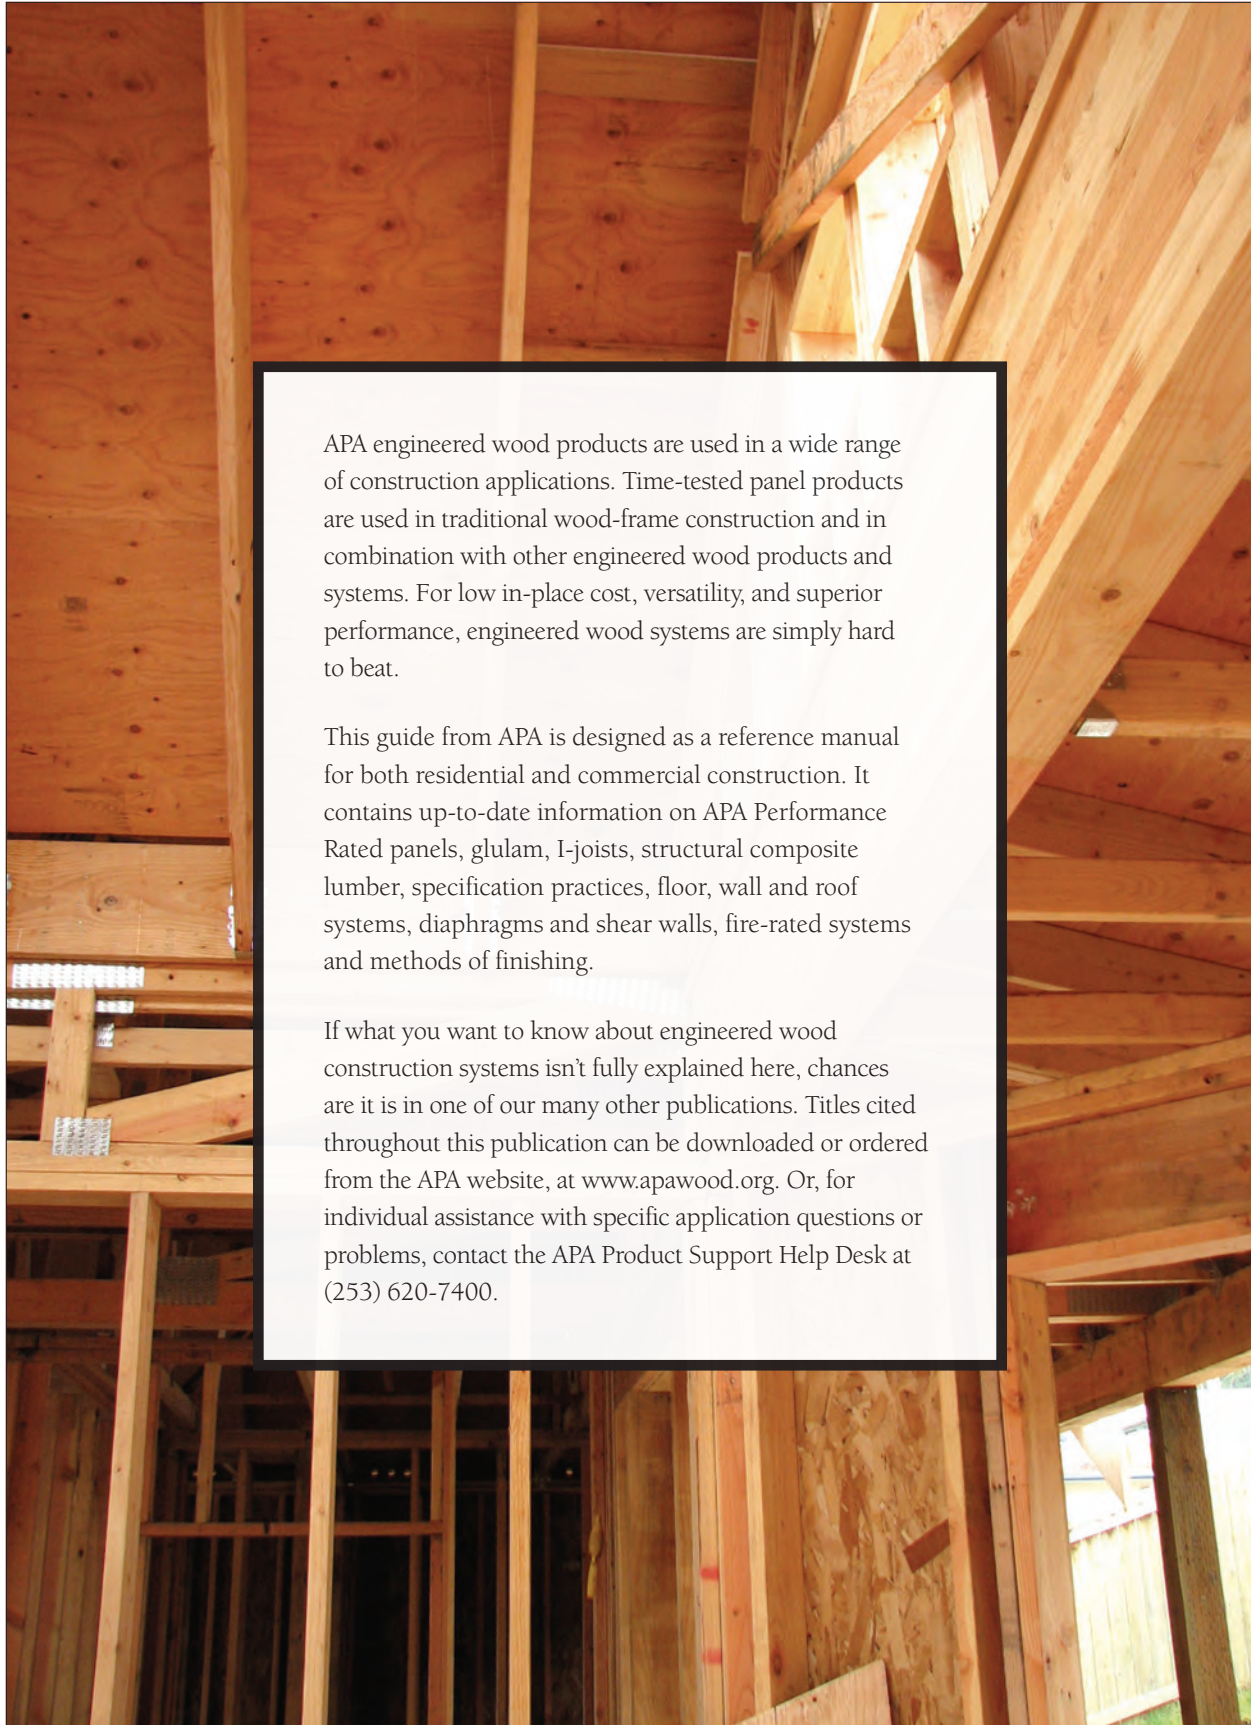 APA engineered wood products are used in a wide range
of construction applications. Time-tested panel products
are used in traditional wood-frame construction and in
combination with other engineered wood products and
systems. For low in-place cost, versatility, and superior
performance, engineered wood systems are simply hard
to beat.
This guide from APA is designed as a reference manual
for both residential and commercial construction. It
contains up-to-date information on APA Performance
Rated panels, glulam, I-joists, structural composite
lumber, specification practices, floor, wall and roof
systems, diaphragms and shear walls, fire-rated systems
and methods of finishing.
If what you want to know about engineered wood
construction systems isn’t fully explained here, chances
are it is in one of our many other publications. Titles cited
throughout this publication can be downloaded or ordered
from the APA website, at www.apawood.org. Or, for
individual assistance with specific application questions or
problems, contact the APA Product Support Help Desk at
(253) 620-7400.